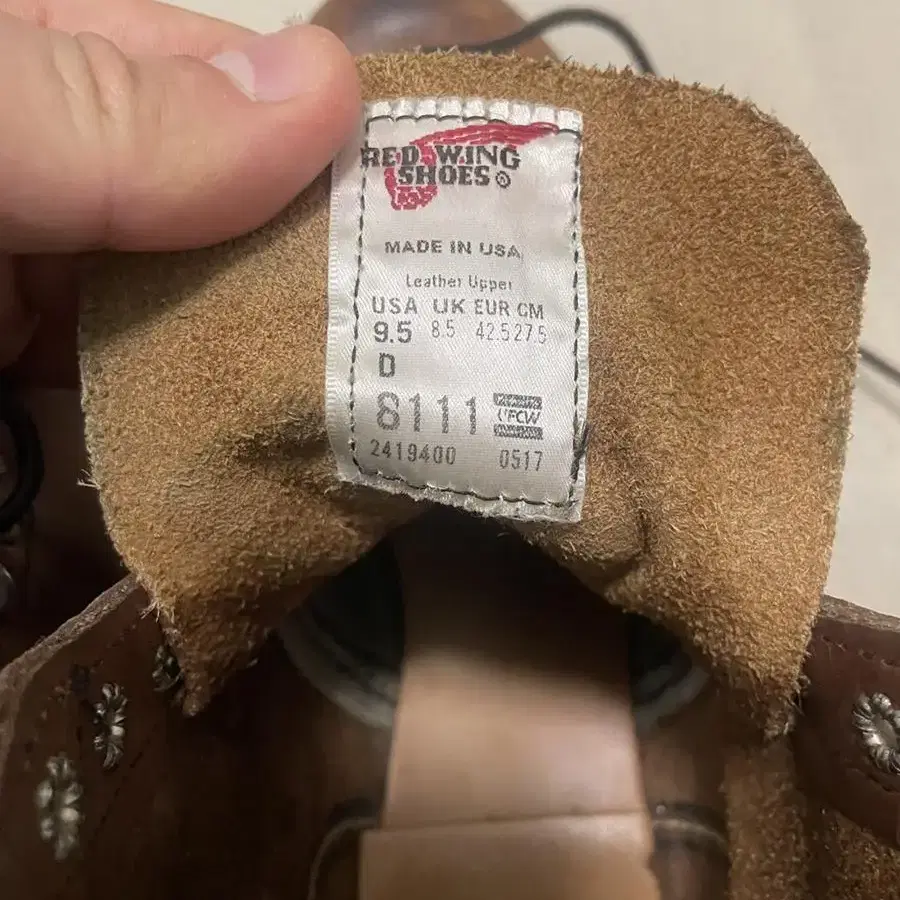 RED WING
SHOES ®
MADE IN USA
Leather Upper
USA UK EUR CM
9.5 8.5 42.5 27.5
D
8111 UFCW
2419400 0517